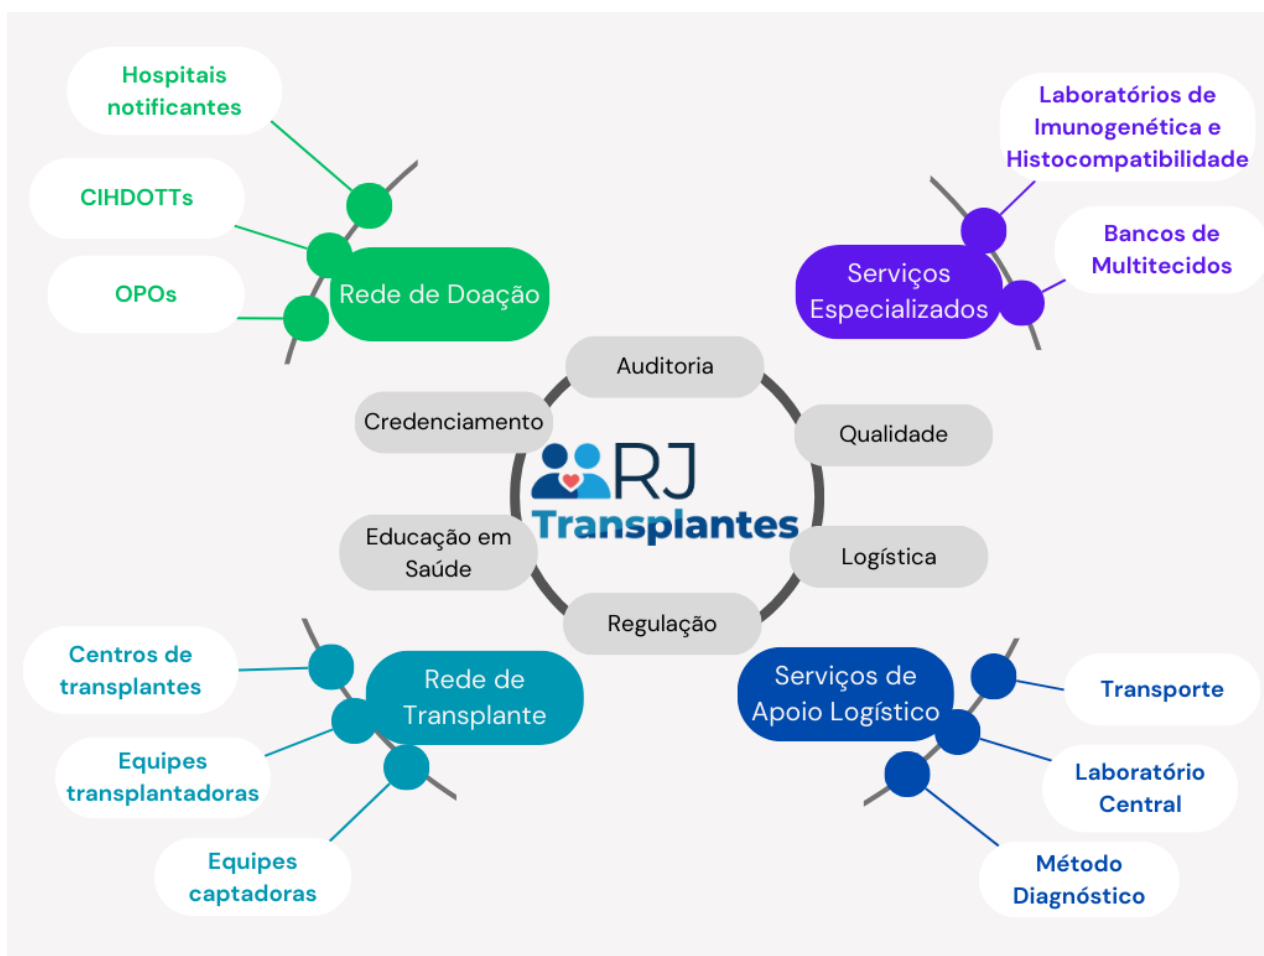 Hospitais
notificantes
CIHDOTTs
OPOs
Rede de Doação
Laboratórios de
Imunogenética e
Histocompatibilidade
Bancos de
Multitecidos
Serviços
Especializados
Auditoria
Credenciamento
Qualidade
RJ
Transplantes
Educação em
Saúde
Logística
Regulação
Centros de
transplantes
Equipes
transplantadoras
Equipes
captadoras
Rede de
Transplante
Serviços de
Apoio Logístico
Transporte
Laboratório
Central
Método
Diagnóstico